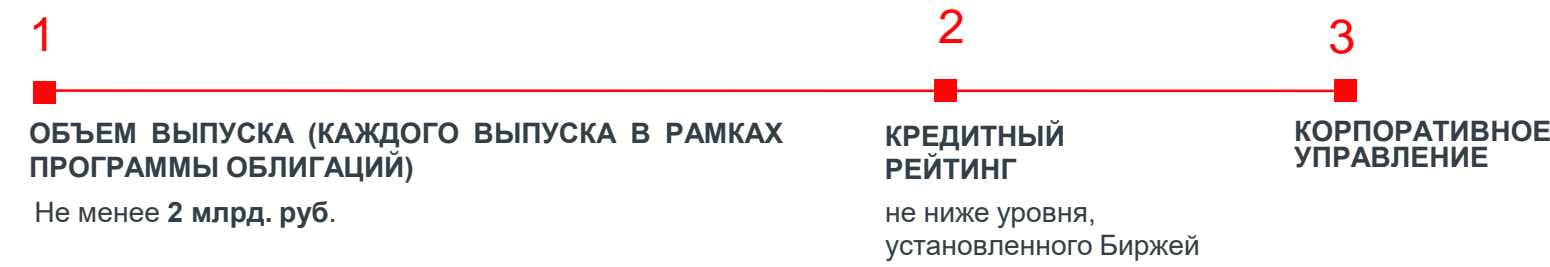 1
ОБЪЕМ ВЫПУСКА (КАЖДОГО ВЫПУСКА В РАМКАХ
ПРОГРАММЫ ОБЛИГАЦИЙ)
Не менее 2 млрд. руб.
2
КРЕДИТНЫЙ
РЕЙТИНГ
не ниже уровня,
установленного Биржей
3
КОРПОРАТИВНОЕ
УПРАВЛЕНИЕ